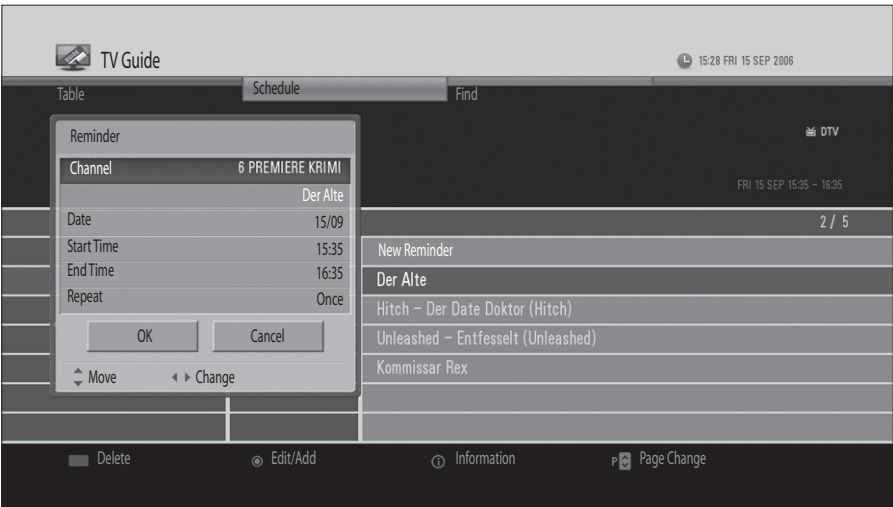 TV Guide
15:28 FRI 15 SEP 2006
Table
Schedule
Find
Reminder
Channel 6 PREMIERE KRIMI
Der Alte
Date 15/09
Start Time 15:35
End Time 16:35
Repeat Once
OK Cancel
Move Change
DTV
FRI 15 SEP 15:35 – 16:35
2 / 5
New Reminder
Der Alte
Hitch – Der Date Doktor (Hitch)
Unleashed – Entfesselt (Unleashed)
Kommissar Rex
Delete Edit/Add Information P Page Change